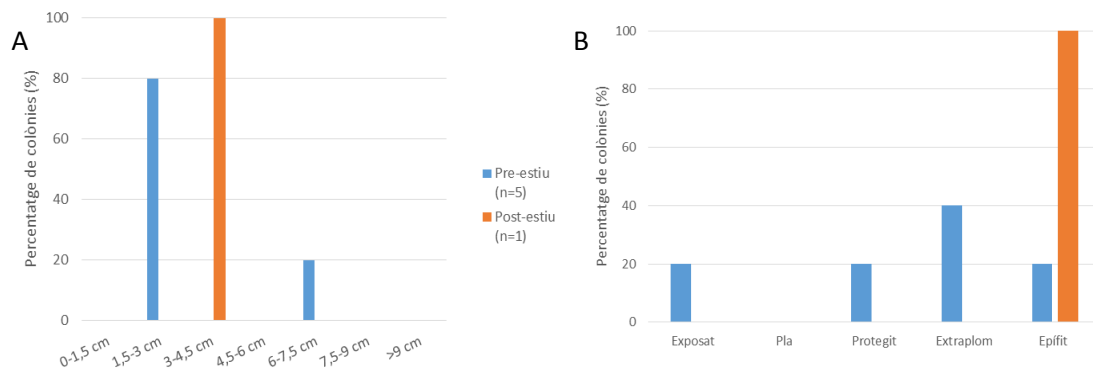 A
Percentatge de colònies (%)
100
80
60
40
20
0
0-1,5 cm
1,5-3 cm
3-4,5 cm
4,5-6 cm
6-7,5 cm
7,5-9 cm
>9 cm
Pre-estiu
(n=5)
Post-estiu
(n=1)
B
Percentatge de colònies (%)
100
80
60
40
20
0
Exposat
Pla
Protegit
Extraplom
Epífit